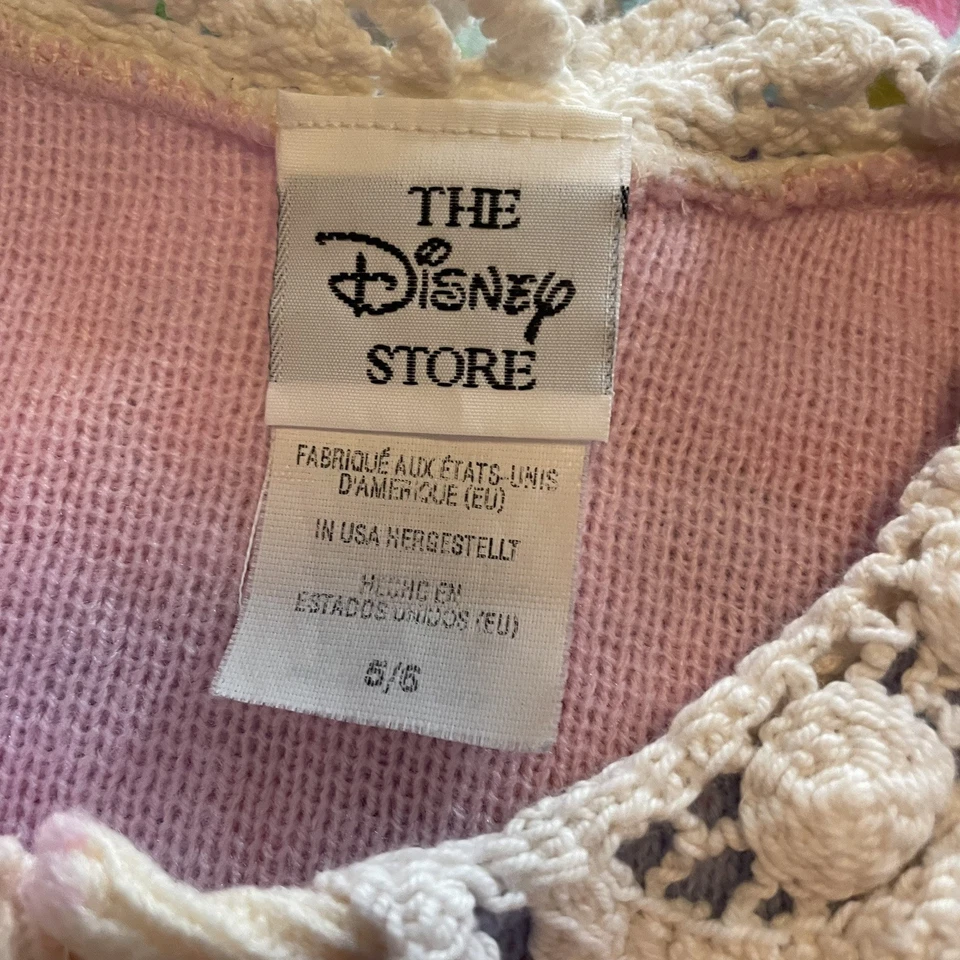 THE
Disney
STORE
FABRIQUÉ AUX ÉTATS-UNIS
D'AMERIQUE (EU)
IN USA HERGESTELLT
HECHO EN
ESTADOS UNIDOS (EU)
5/6